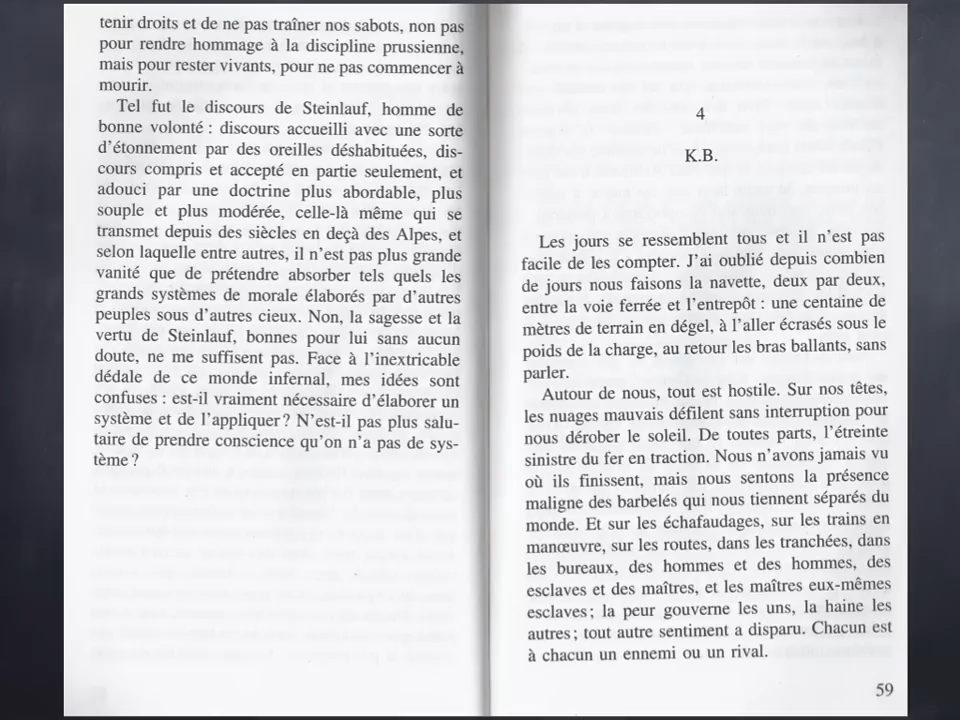 tenir droits et de ne pas traîner nos sabots, non pas
pour rendre hommage à la discipline prussienne,
mais pour rester vivants, pour ne pas commencer à
mourir.
Tel fut le discours de Steinlauf, homme de
bonne volonté : discours accueilli avec une sorte
d'étonnement par des oreilles déshabituées, dis-
cours compris et accepté en partie seulement, et
adouci par une doctrine plus abordable, plus
souple et plus modérée, celle-là même qui se
transmet depuis des siècles en deçà des Alpes, et
selon laquelle entre autres, il n'est pas plus grande
vanité que de prétendre absorber tels quels les
grands systèmes de morale élaborés par d'autres
peuples sous d'autres cieux. Non, la sagesse et la
vertu de Steinlauf, bonnes pour lui sans aucun
doute, ne me suffisent pas. Face à l'inextricable
dédale de ce monde infernal, mes idées sont
confuses : est-il vraiment nécessaire d'élaborer un
système et de l'appliquer ? N'est-il pas plus salu-
taire de prendre conscience qu'on n'a pas de sys-
tème ?
4
K.B.
Les jours se ressemblent tous et il n'est pas
facile de les compter. J'ai oublié depuis combien
de jours nous faisons la navette, deux par deux,
entre la voie ferrée et l'entrepôt : une centaine de
mètres de terrain en dégel, à l'aller écrasés sous le
poids de la charge, au retour les bras ballants, sans
parler.
Autour de nous, tout est hostile. Sur nos têtes,
les nuages mauvais défilent sans interruption pour
nous dérober le soleil. De toutes parts, l'étreinte
sinistre du fer en traction. Nous n'avons jamais vu
où ils finissent, mais nous sentons la présence
maligne des barbelés qui nous tiennent séparés du
monde. Et sur les échafaudages, sur les trains en
manœuvre, sur les routes, dans les tranchées, dans
les bureaux, des hommes et des hommes, des
esclaves et des maîtres, et les maîtres eux-mêmes
esclaves ; la peur gouverne les uns, la haine les
autres ; tout autre sentiment a disparu. Chacun est
à chacun un ennemi ou un rival.
59